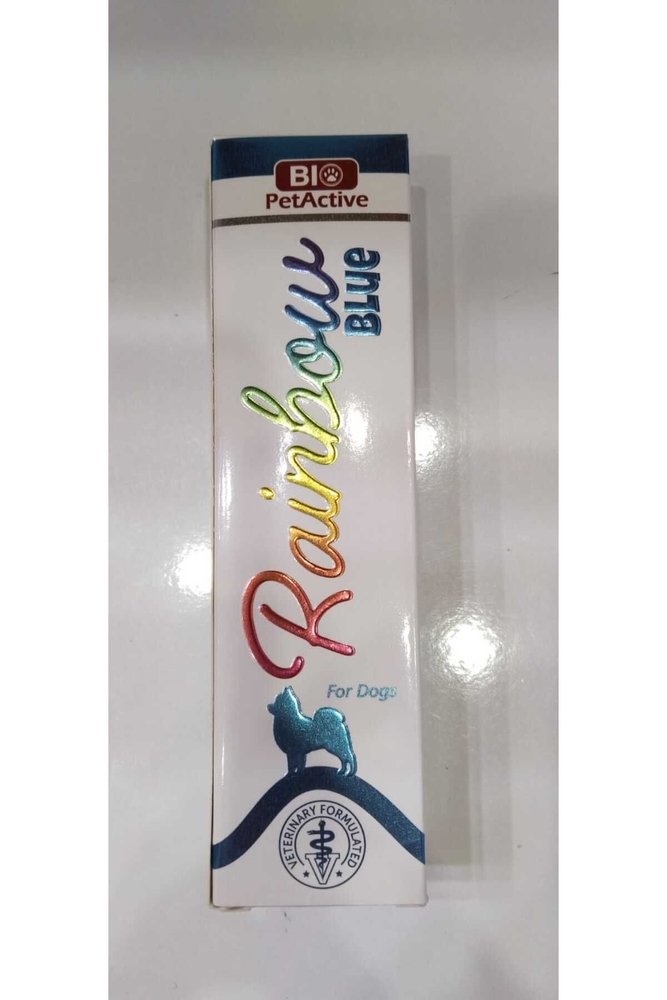 BIO
PetActive
Rainbow
BLUE
For Dogs
VETERINARY FORMULATED
V